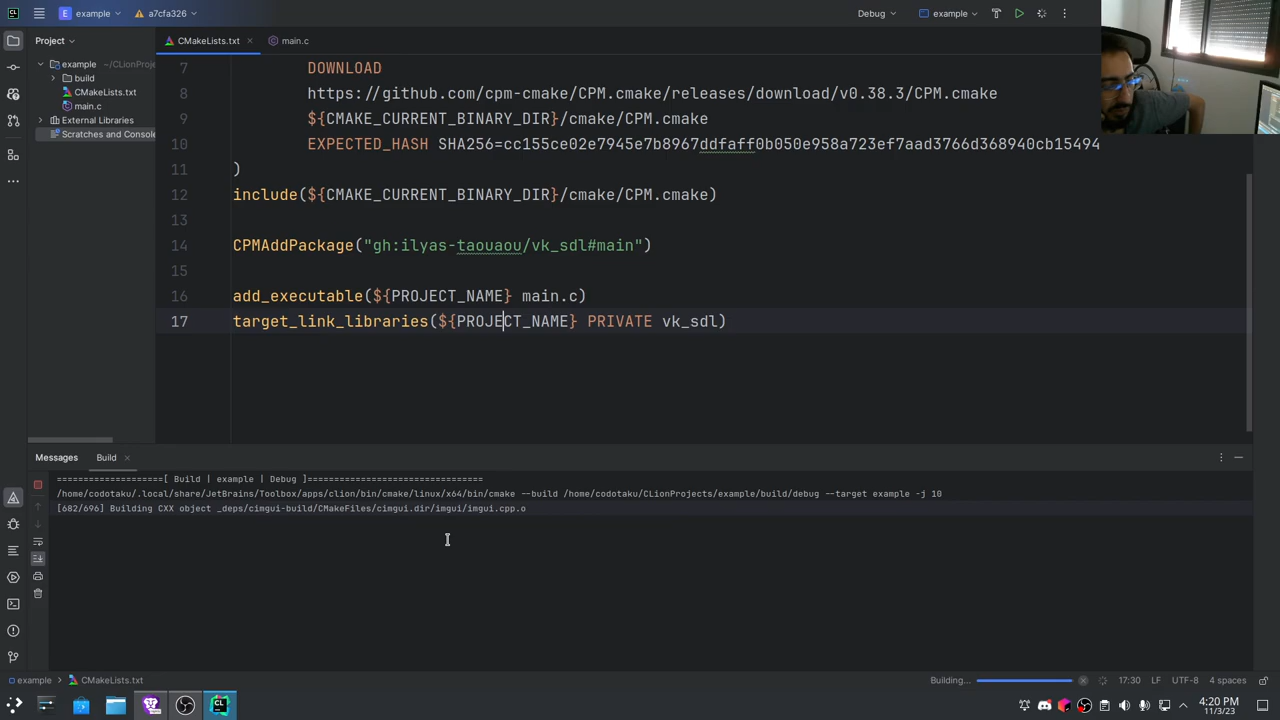 E example
a7cfa326
Debug
example
Project
CMakeLists.txt
main.c
example ~/CLionProje
build
CMakeLists.txt
main.c
External Libraries
Scratches and Console
7 DOWNLOAD
8 https://github.com/cpm-cmake/CPM.cmake/releases/download/v0.38.3/CPM.cmake
9 ${CMAKE_CURRENT_BINARY_DIR}/cmake/CPM.cmake
10 EXPECTED_HASH SHA256=cc155ce02e7945e7b8967ddfaff0b050e958a723ef7aad3766d368940cb15494
11 )
12 include(${CMAKE_CURRENT_BINARY_DIR}/cmake/CPM.cmake)
13
14 CPMAddPackage("gh:ilyas-taouaou/vk_sdl#main")
15
16 add_executable(${PROJECT_NAME} main.c)
17 target_link_libraries(${PROJECT_NAME} PRIVATE vk_sdl)
Messages
Build
====================[ Build | example | Debug ]==============================
/home/codotaku/.local/share/JetBrains/Toolbox/apps/clion/bin/cmake/linux/x64/bin/cmake --build /home/codotaku/CLionProjects/example/build/debug --target example -j 10
[682/696] Building CXX object _deps/cimgui-build/CMakeFiles/cimgui.dir/imgui/imgui.cpp.o
example > CMakeLists.txt
Building...
17:30 LF UTF-8 4 spaces
4:20 PM
11/3/23